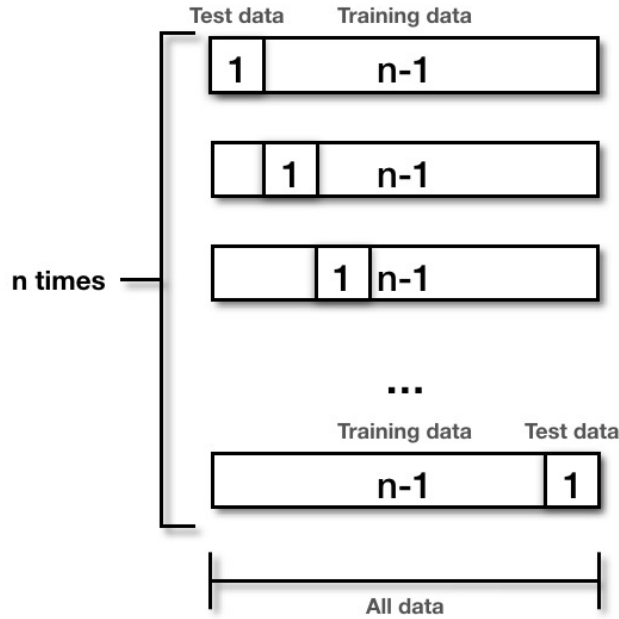 Test data Training data
1 n-1
1 n-1
1 n-1
n times
...
Training data Test data
n-1 1
All data